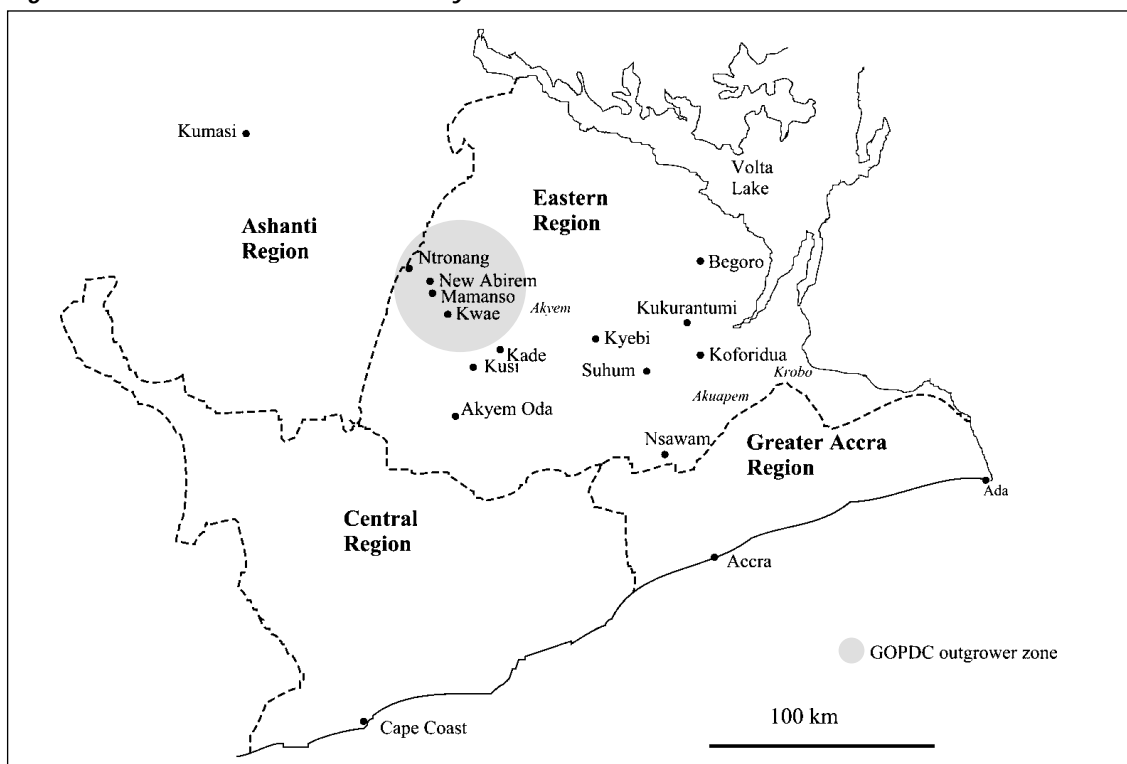 Kumasi
Volta
Lake
Eastern
Region
Ashanti
Region
Ntronang
New Abirem
Mamanso
Kwae
Akyem
Begoro
Kukurantumi
Kyebi
Koforidua
Kade
Kusi
Suhum
Krobo
Akuapem
Akyem Oda
Nsawam
Greater Accra
Region
Ada
Central
Region
Accra
GOPDC outgrower zone
Cape Coast
100 km